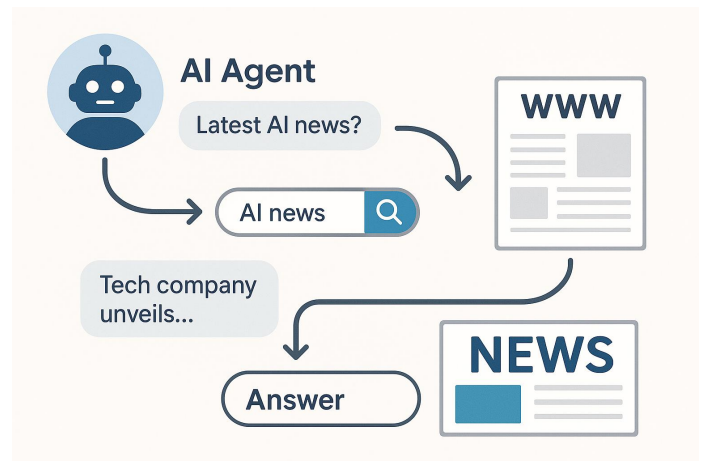 AI Agent
Latest AI news?
WWW
AI news
Tech company
unveils...
NEWS
Answer